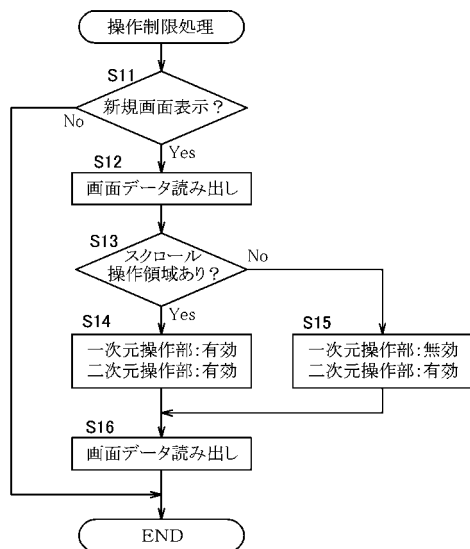 操作制限処理
S11
新規画面表示？
No
Yes
S12
画面データ読み出し
S13
スクロール
操作領域あり？
No
Yes
S14
一次元操作部：有効
二次元操作部：有効
S15
一次元操作部：無効
二次元操作部：有効
S16
画面データ読み出し
END